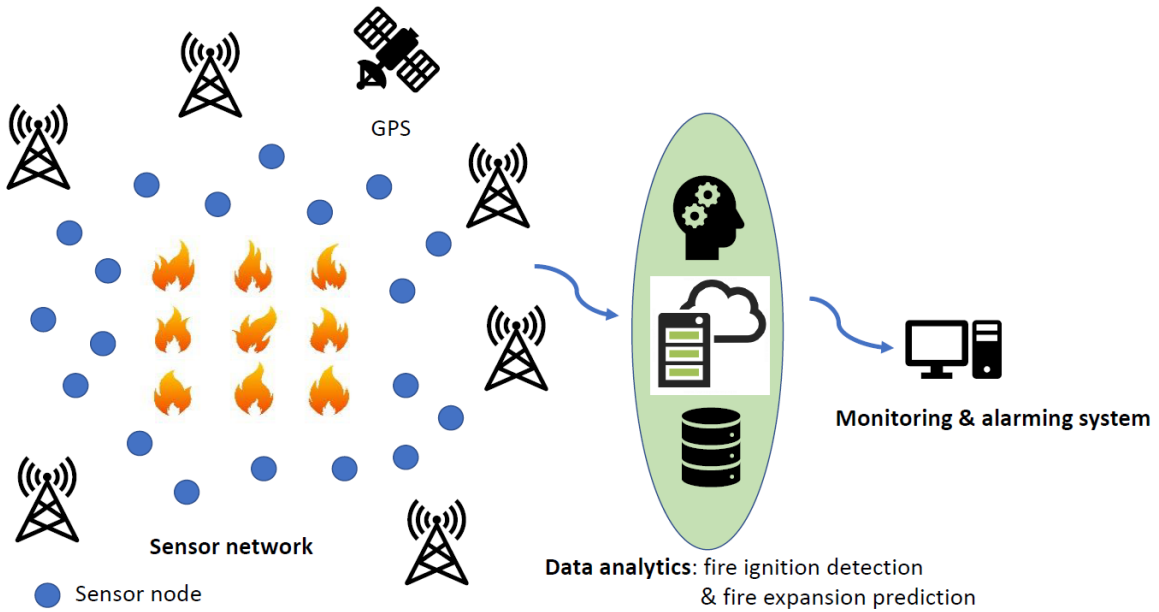 GPS
Monitoring & alarming system
Sensor network
Data analytics: fire ignition detection
& fire expansion prediction
Sensor node